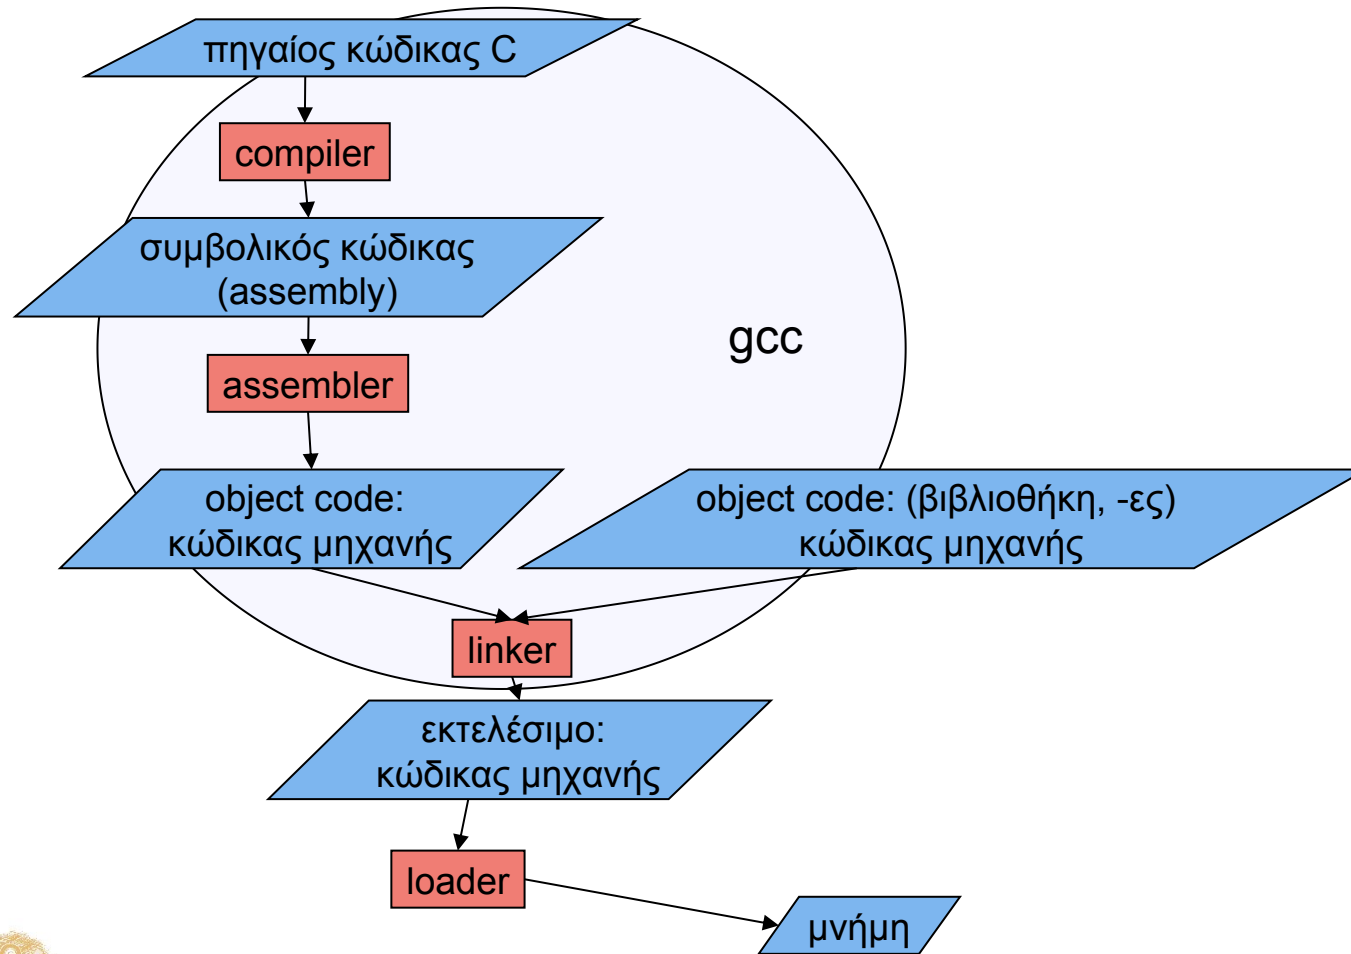 πηγαίος κώδικας C
compiler
συμβολικός κώδικας
(assembly)
gcc
assembler
object code:
κώδικας μηχανής
object code: (βιβλιοθήκη, -ες)
κώδικας μηχανής
linker
εκτελέσιμο:
κώδικας μηχανής
loader
μνήμη